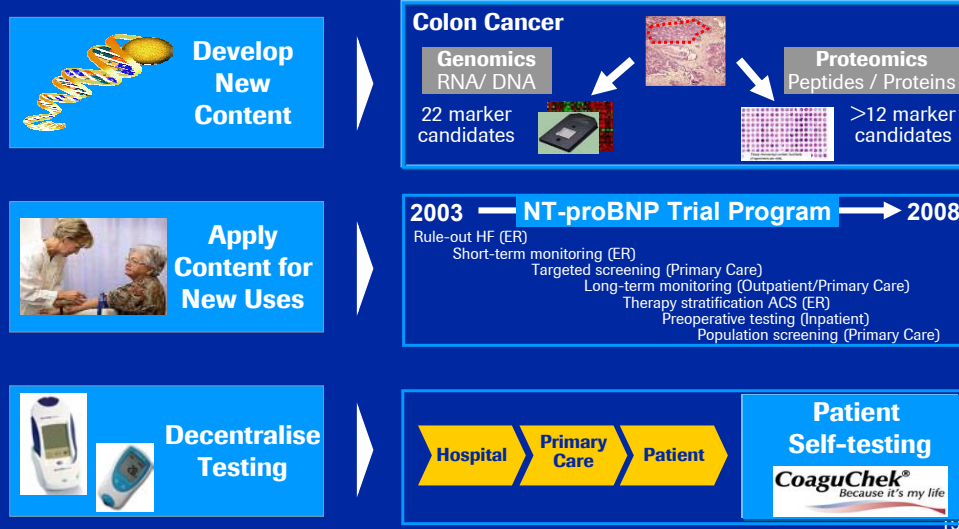 Develop
New
Content
Colon Cancer
Genomics
RNA/ DNA
22 marker
candidates
Proteomics
Peptides / Proteins
>12 marker
candidates
Apply
Content for
New Uses
2003 NT-proBNP Trial Program 2008
Rule-out HF (ER)
Short-term monitoring (ER)
Targeted screening (Primary Care)
Long-term monitoring (Outpatient/Primary Care)
Therapy stratification ACS (ER)
Preoperative testing (Inpatient)
Population screening (Primary Care)
Decentralise
Testing
Hospital
Primary
Care
Patient
Patient
Self-testing
CoaguChek®
Because it's my life